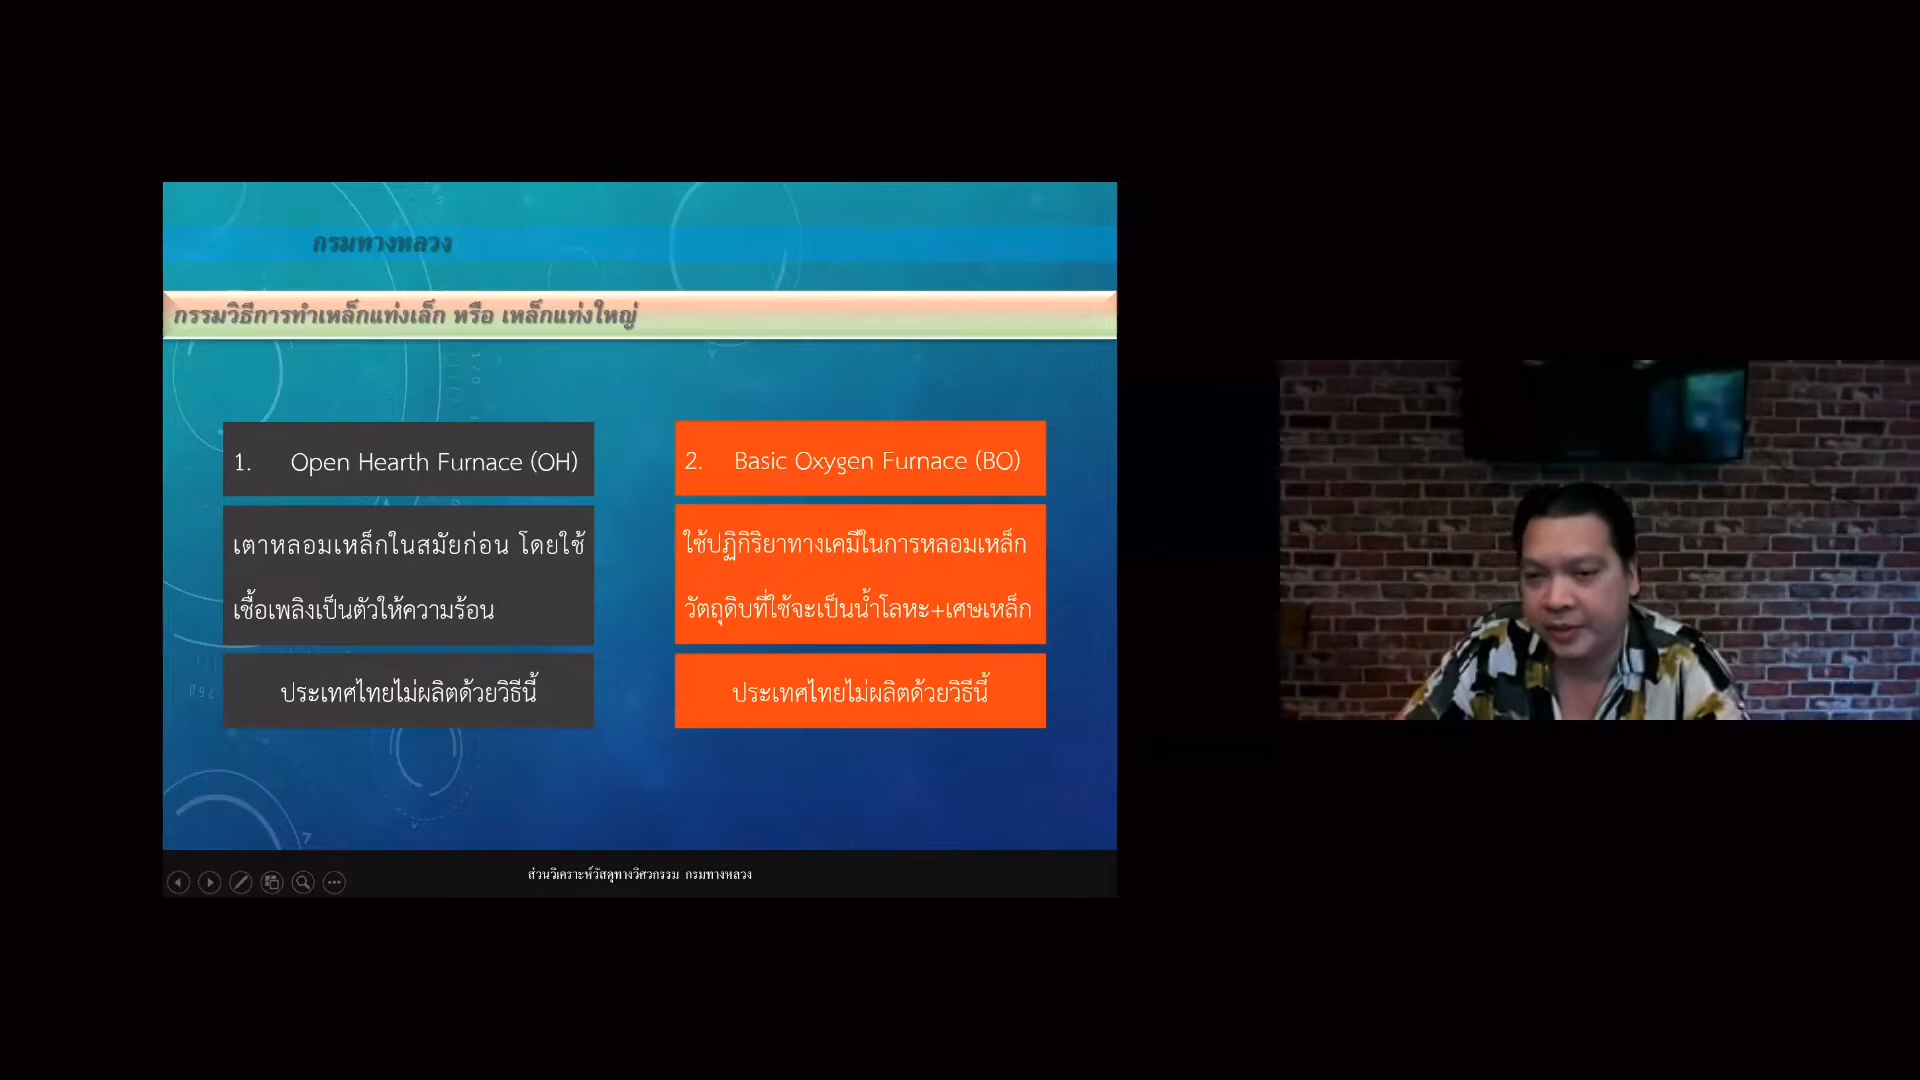 กรมทางหลวง
กรรมวิธีการทำเหล็กแท่งเล็ก หรือ เหล็กแท่งใหญ่
1. Open Hearth Furnace (OH)
เตาหลอมเหล็กในสมัยก่อน โดยใช้
เชื้อเพลิงเป็นตัวให้ความร้อน
ประเทศไทยไม่ผลิตด้วยวิธีนี้
2. Basic Oxygen Furnace (BO)
ใช้ปฏิกิริยาทางเคมีในการหลอมเหล็ก
วัตถุดิบที่ใช้จะเป็นน้ำโลหะ+เศษเหล็ก
ประเทศไทยไม่ผลิตด้วยวิธีนี้
ส่วนวิเคราะห์วัสดุทางวิศวกรรม กรมทางหลวง